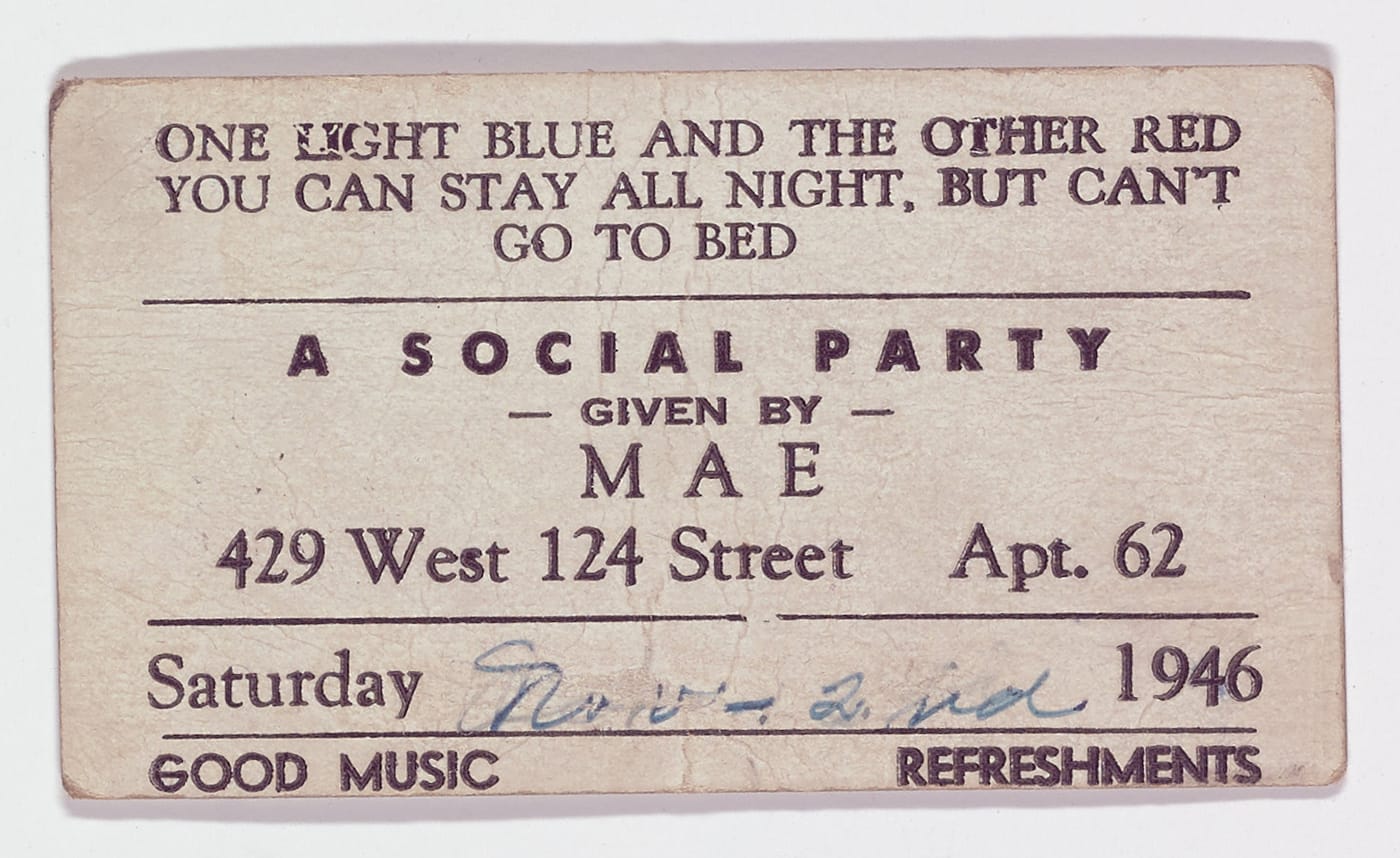 ONE LIGHT BLUE AND THE OTHER RED
YOU CAN STAY ALL NIGHT, BUT CAN'T
GO TO BED
A SOCIAL PARTY
— GIVEN BY —
MAE
429 West 124 Street Apt. 62
Saturday Nov - 2nd 1946
GOOD MUSIC REFRESHMENTS